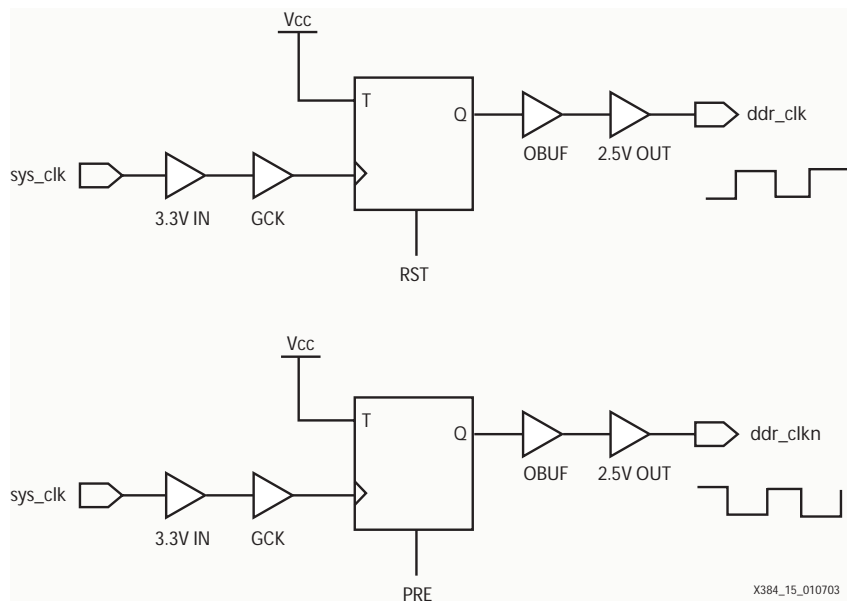 Vcc
T
Q
ddr_clk
OBUF
2.5V OUT
sys_clk
3.3V IN
GCK
RST
Vcc
T
Q
ddr_clkn
OBUF
2.5V OUT
sys_clk
3.3V IN
GCK
PRE
X384_15_010703